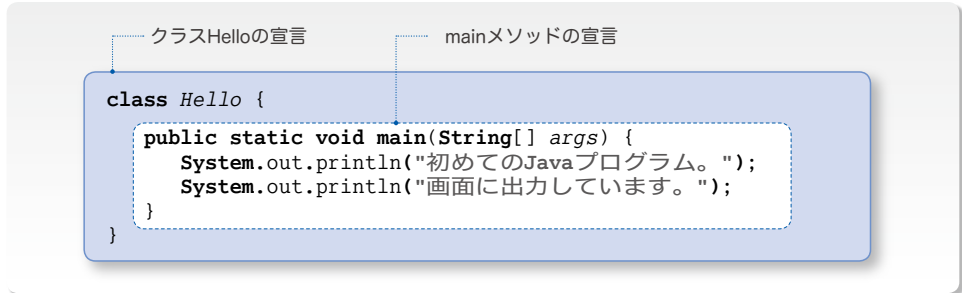 クラスHelloの宣言 mainメソッドの宣言
class Hello {
public static void main(String[] args) {
System.out.println("初めてのJavaプログラム。");
System.out.println("画面に出力しています。");
}
}